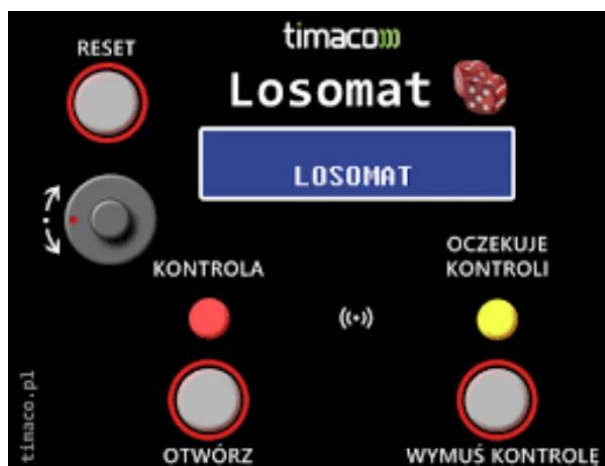 timaco
RESET
Losomat
LOSOMAT
KONTROLA
OCZEKUJE
KONTROLI
timaco.pl
OTWÓRZ
WYMUŚ KONTROLE